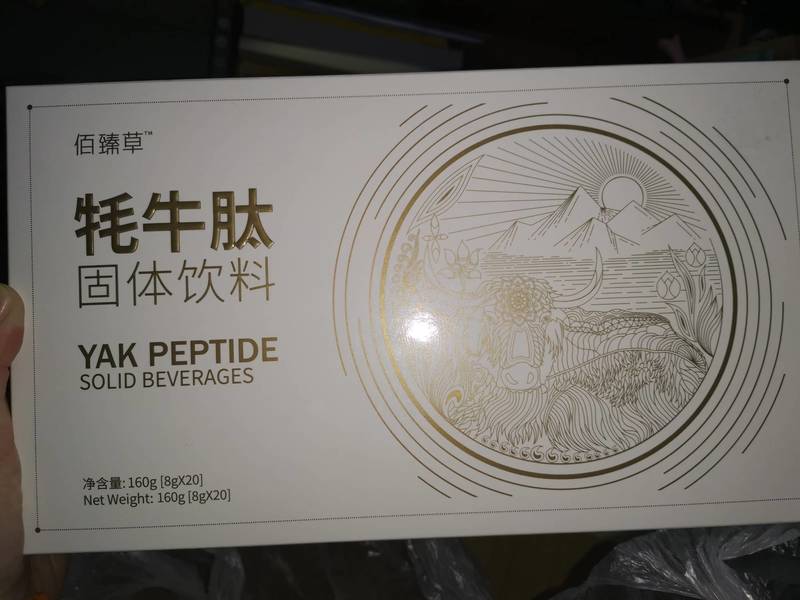 佰臻草™
牦牛肽
固体饮料
YAK PEPTIDE
SOLID BEVERAGES
净含量: 160g [8gX20]
Net Weight: 160g [8gX20]